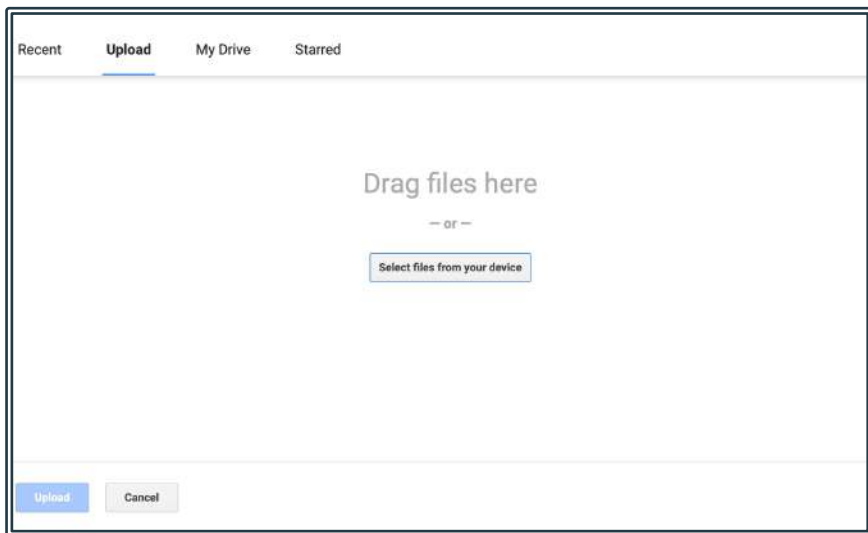 Recent Upload My Drive Starred
Drag files here
— or —
Select files from your device
Upload Cancel